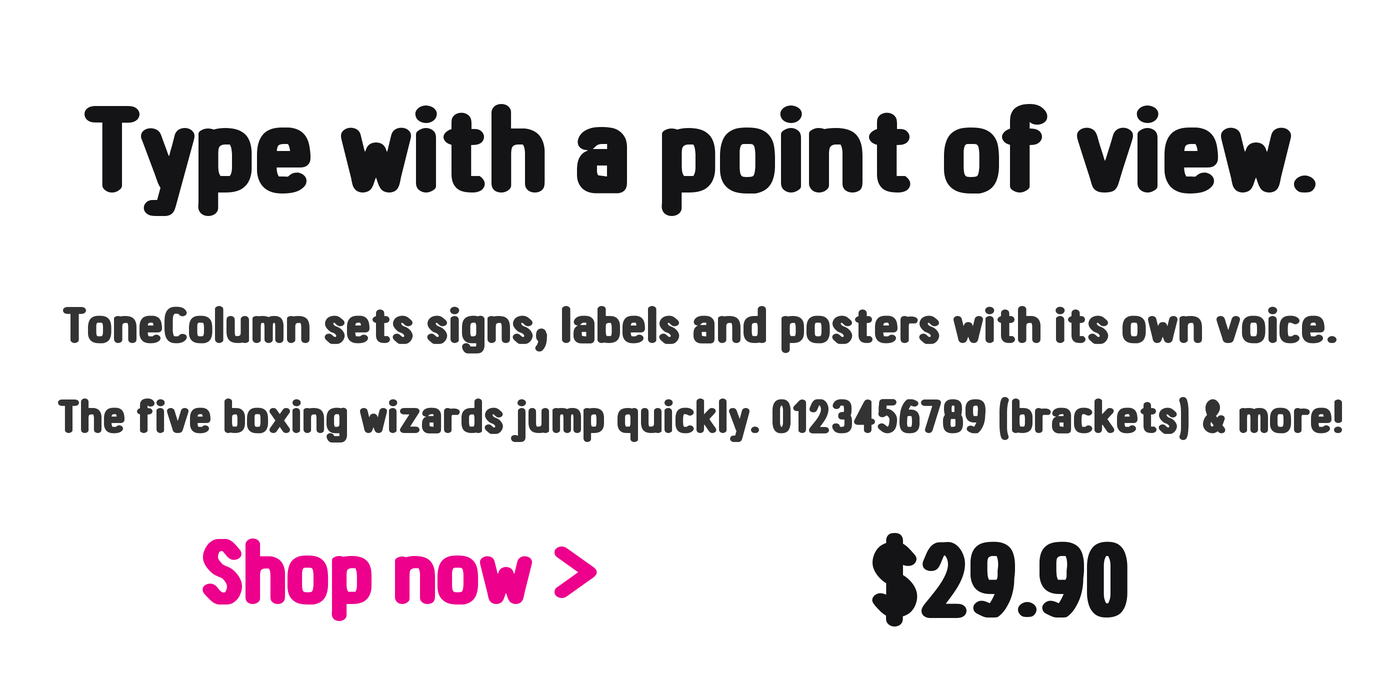 Type with a point of view.
ToneColumn sets signs, labels and posters with its own voice.
The five boxing wizards jump quickly. 0123456789 (brackets) & more!
Shop now >
$29.90